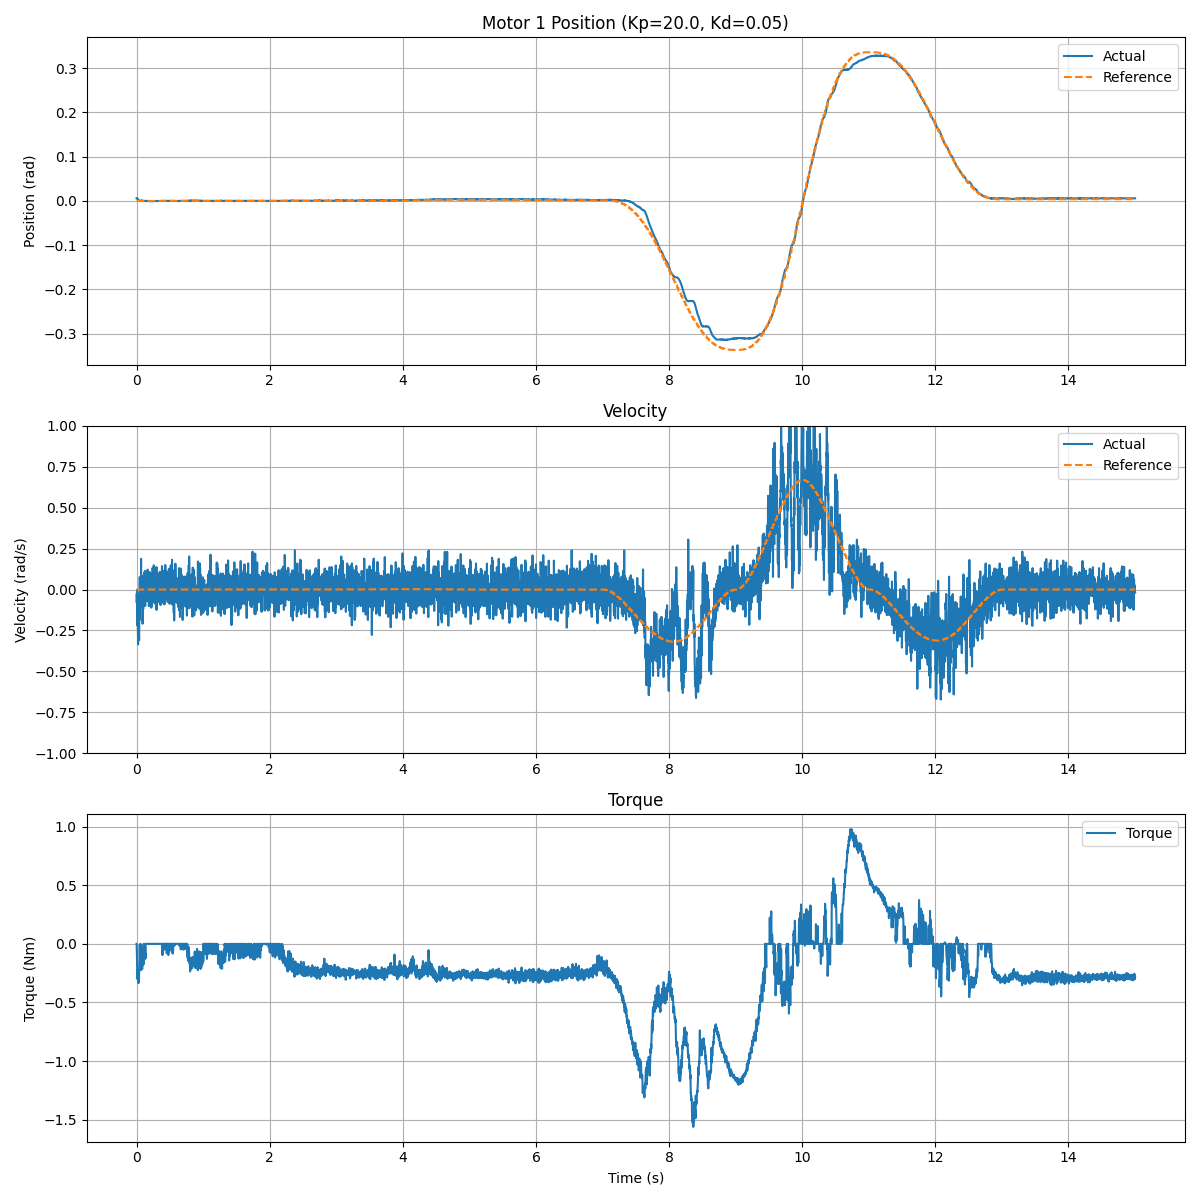 Motor 1 Position (Kp=20.0, Kd=0.05)
Position (rad)
0.3
0.2
0.1
0.0
−0.1
−0.2
−0.3
Actual
Reference
0 2 4 6 8 10 12 14
Velocity
Velocity (rad/s)
1.00
0.75
0.50
0.25
0.00
−0.25
−0.50
−0.75
−1.00
Actual
Reference
0 2 4 6 8 10 12 14
Torque
Torque (Nm)
1.0
0.5
0.0
−0.5
−1.0
−1.5
Torque
0 2 4 6 8 10 12 14
Time (s)